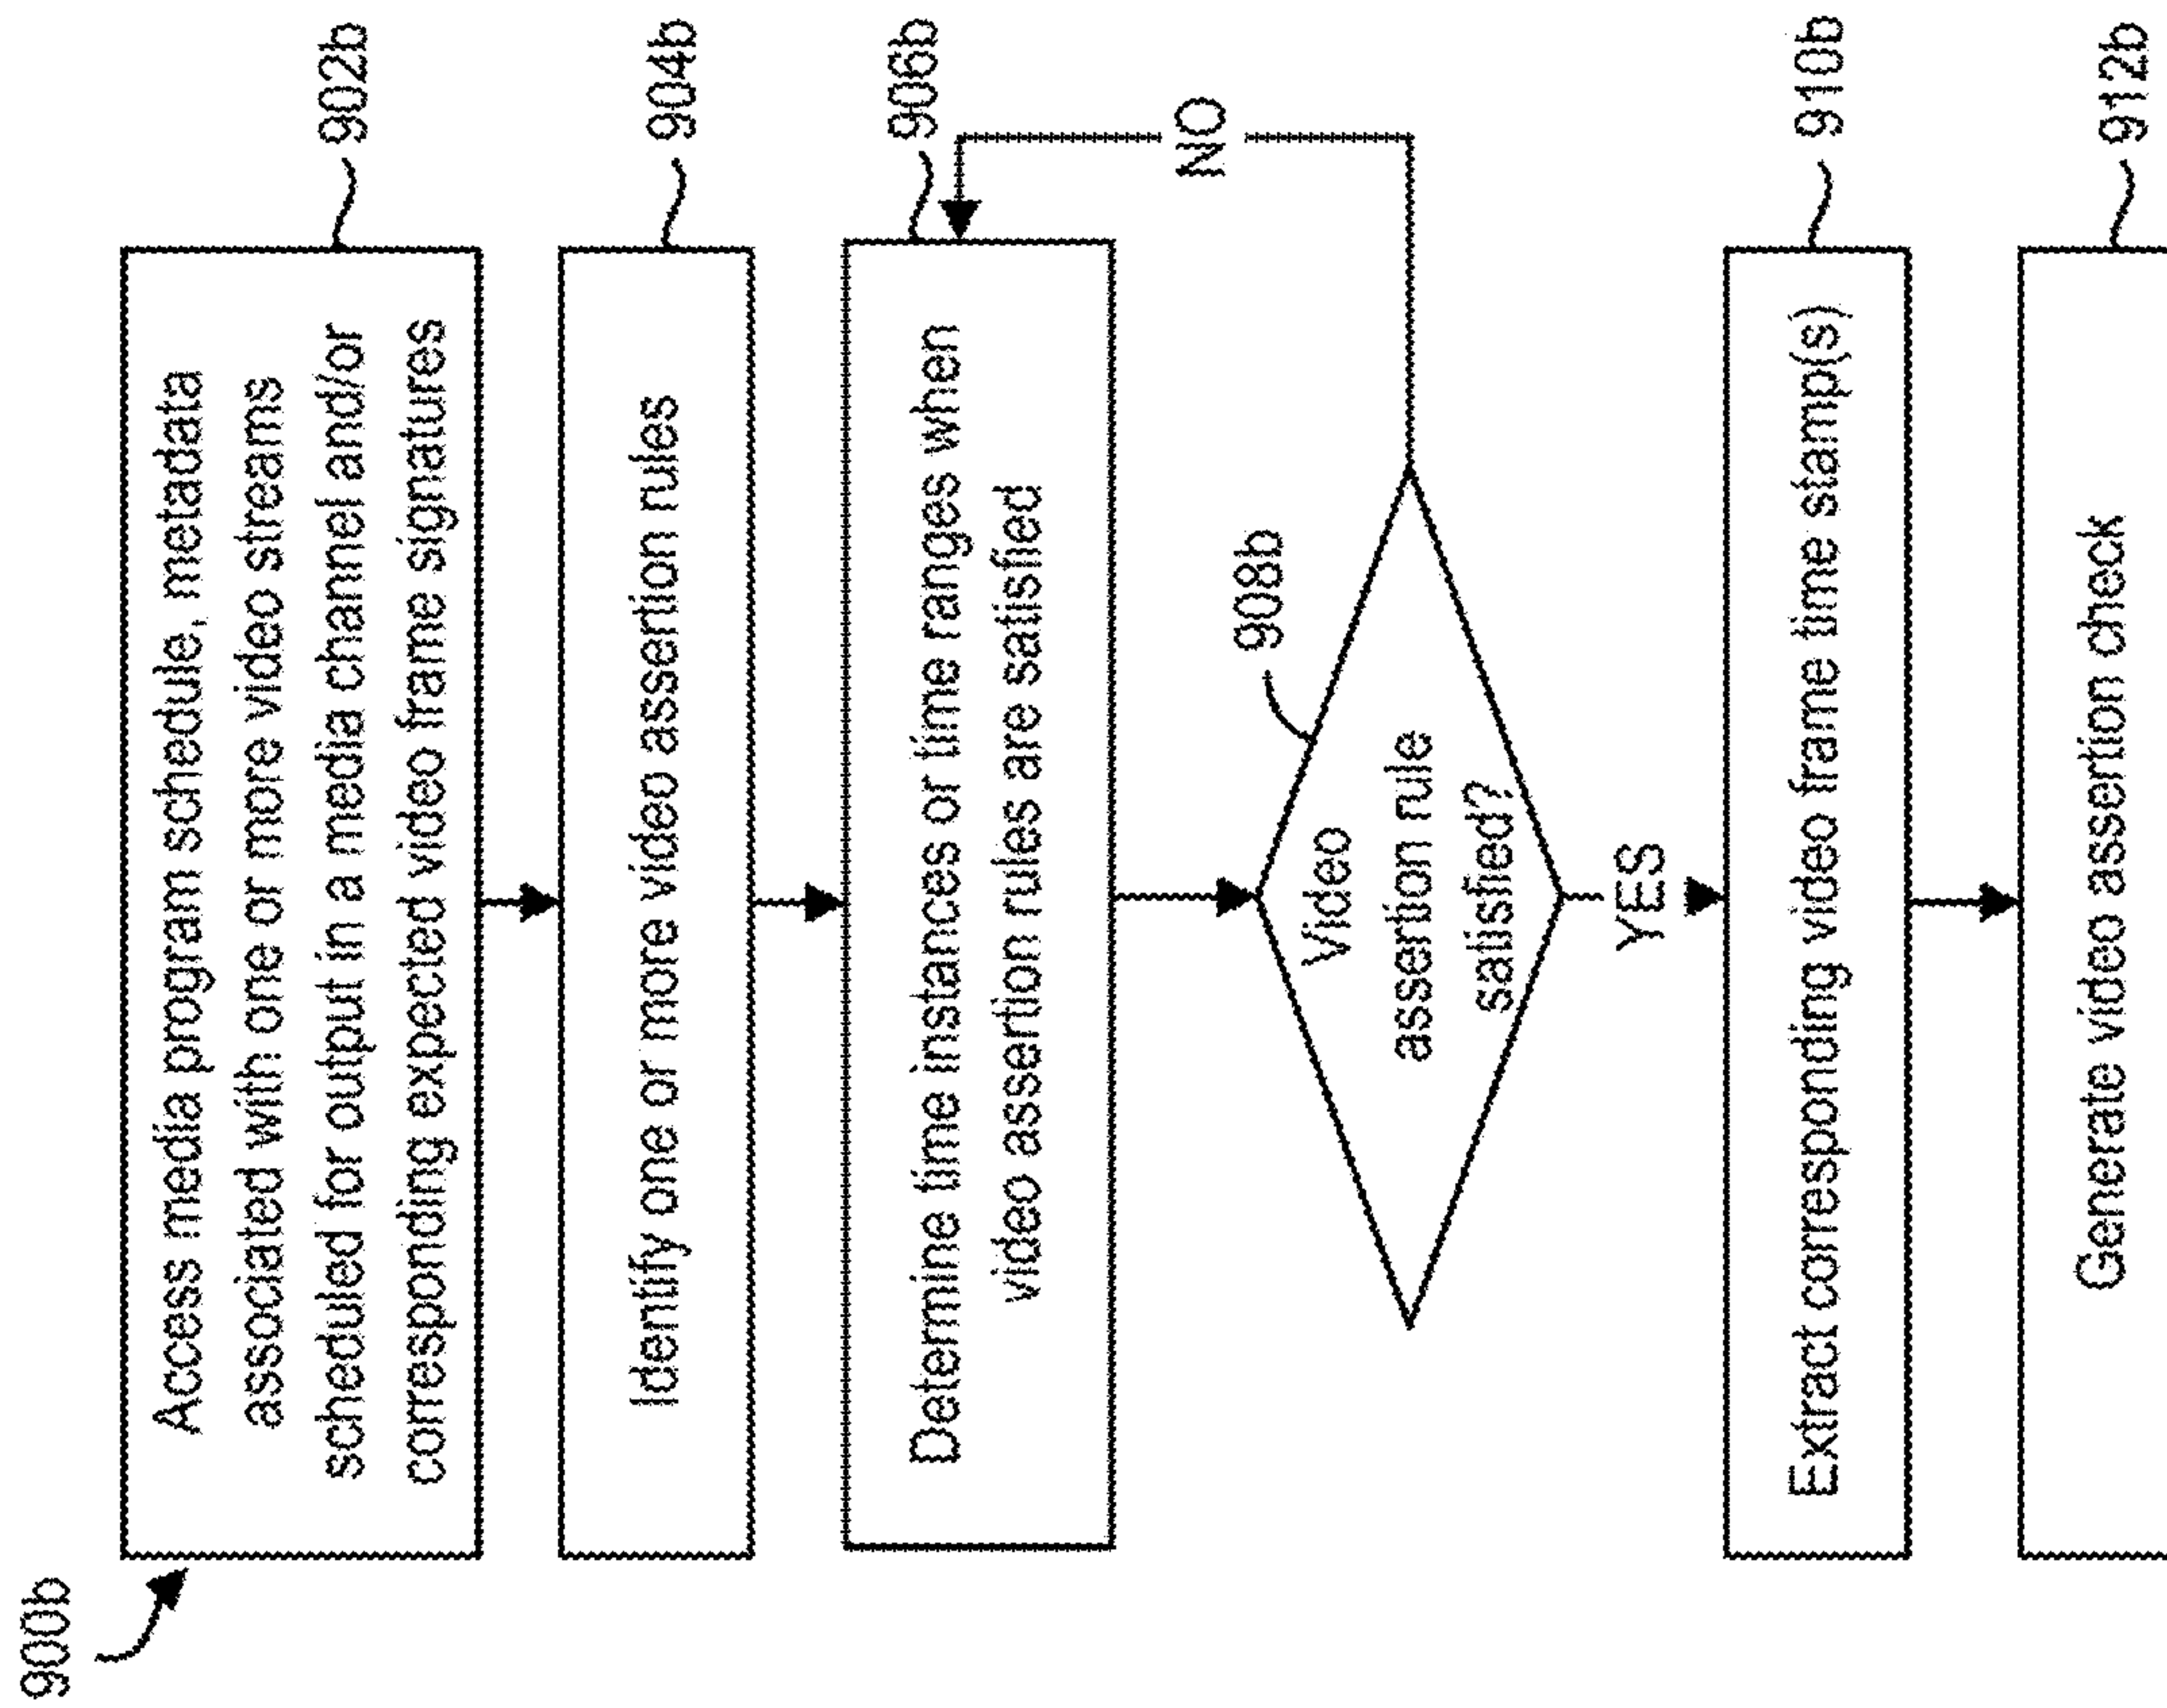 900b
Access media program schedule, metadata
associated with one or more video streams
scheduled for output in a media channel and/or
corresponding expected video frame signatures
902b
Identify one or more video assertion rules
904b
Determine time instances or time ranges when
video assertion rules are satisfied
906b
908b
Video
assertion rule
satisfied?
NO
YES
Extract corresponding video frame time stamp(s)
910b
Generate video assertion check
912b